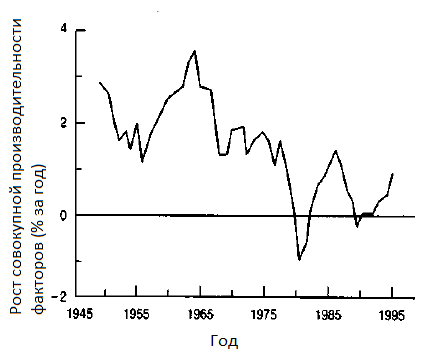 Рост совокупной производительности
факторов (% за год)
4
2
0
−2
1945 1955 1965 1975 1985 1995
Год